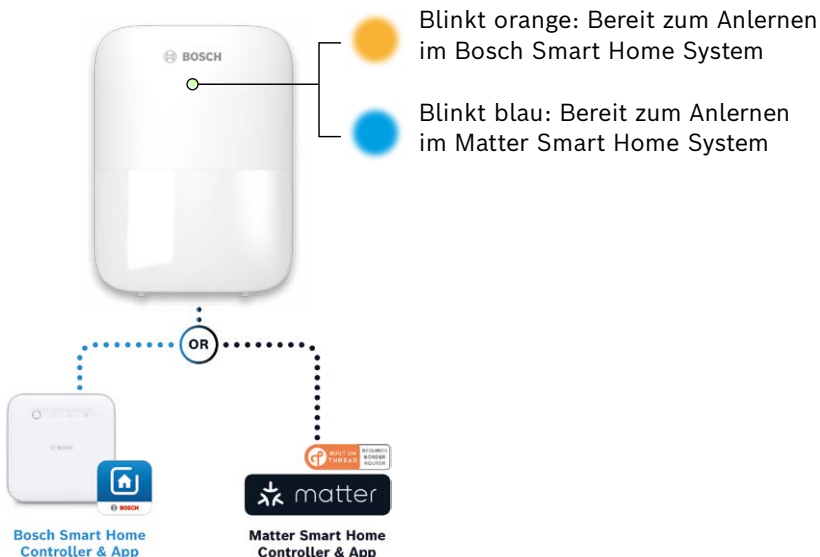 BOSCH
Blinkt orange: Bereit zum Anlernen
im Bosch Smart Home System
Blinkt blau: Bereit zum Anlernen
im Matter Smart Home System
OR
BOSCH
BOSCH
Bosch Smart Home
Controller & App
BUILT ON
THREAD
REQUIRES
BORDER
ROUTER
matter
Matter Smart Home
Controller & App